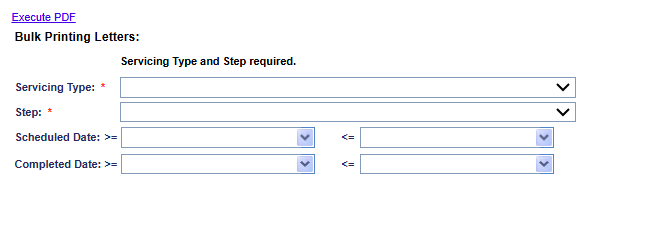 Execute PDF
Bulk Printing Letters:
Servicing Type and Step required.
Servicing Type: *
Step: *
Scheduled Date: >= <=
Completed Date: >= <=